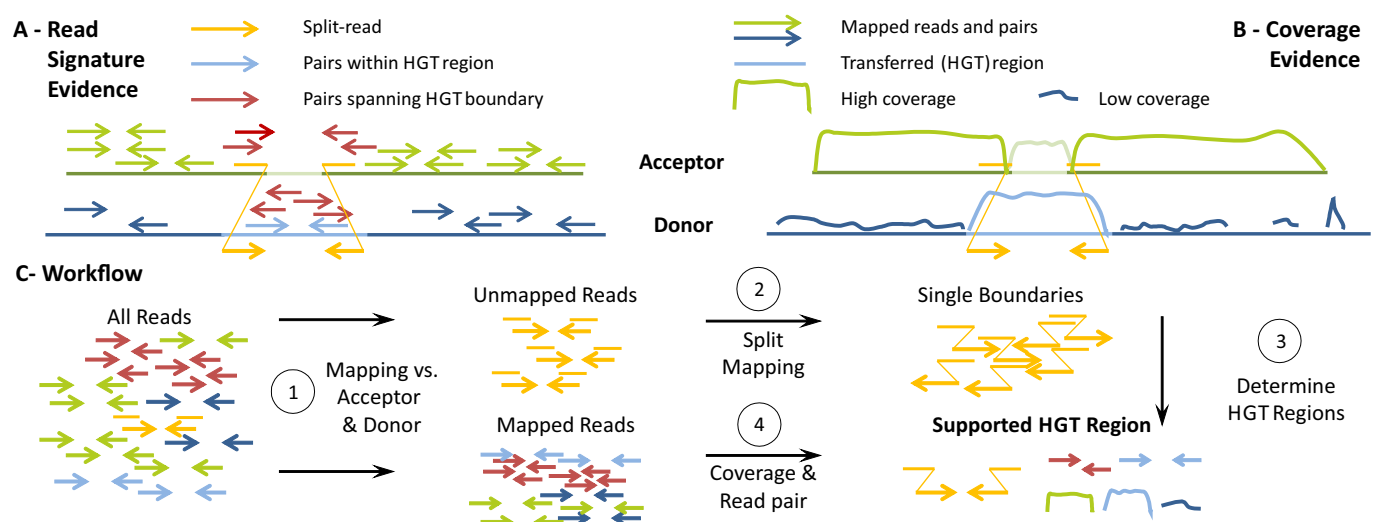 A - Read
Signature
Evidence
Split-read
Pairs within HGT region
Pairs spanning HGT boundary
Mapped reads and pairs
Transferred (HGT) region
High coverage
Low coverage
B - Coverage
Evidence
Acceptor
Donor
C- Workflow
All Reads
1
Mapping vs.
Acceptor
& Donor
Unmapped Reads
Mapped Reads
2
Split
Mapping
4
Coverage &
Read pair
Single Boundaries
3
Determine
HGT Regions
Supported HGT Region